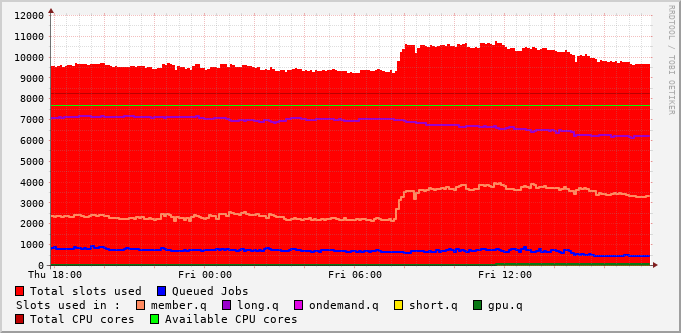 12000
11000
10000
9000
8000
7000
6000
5000
4000
3000
2000
1000
0
Thu 18:00 Fri 00:00 Fri 06:00 Fri 12:00
RRDTOOL / TOBI OETIKER
Total slots used Queued Jobs
Slots used in : member.q long.q ondemand.q short.q gpu.q
Total CPU cores Available CPU cores